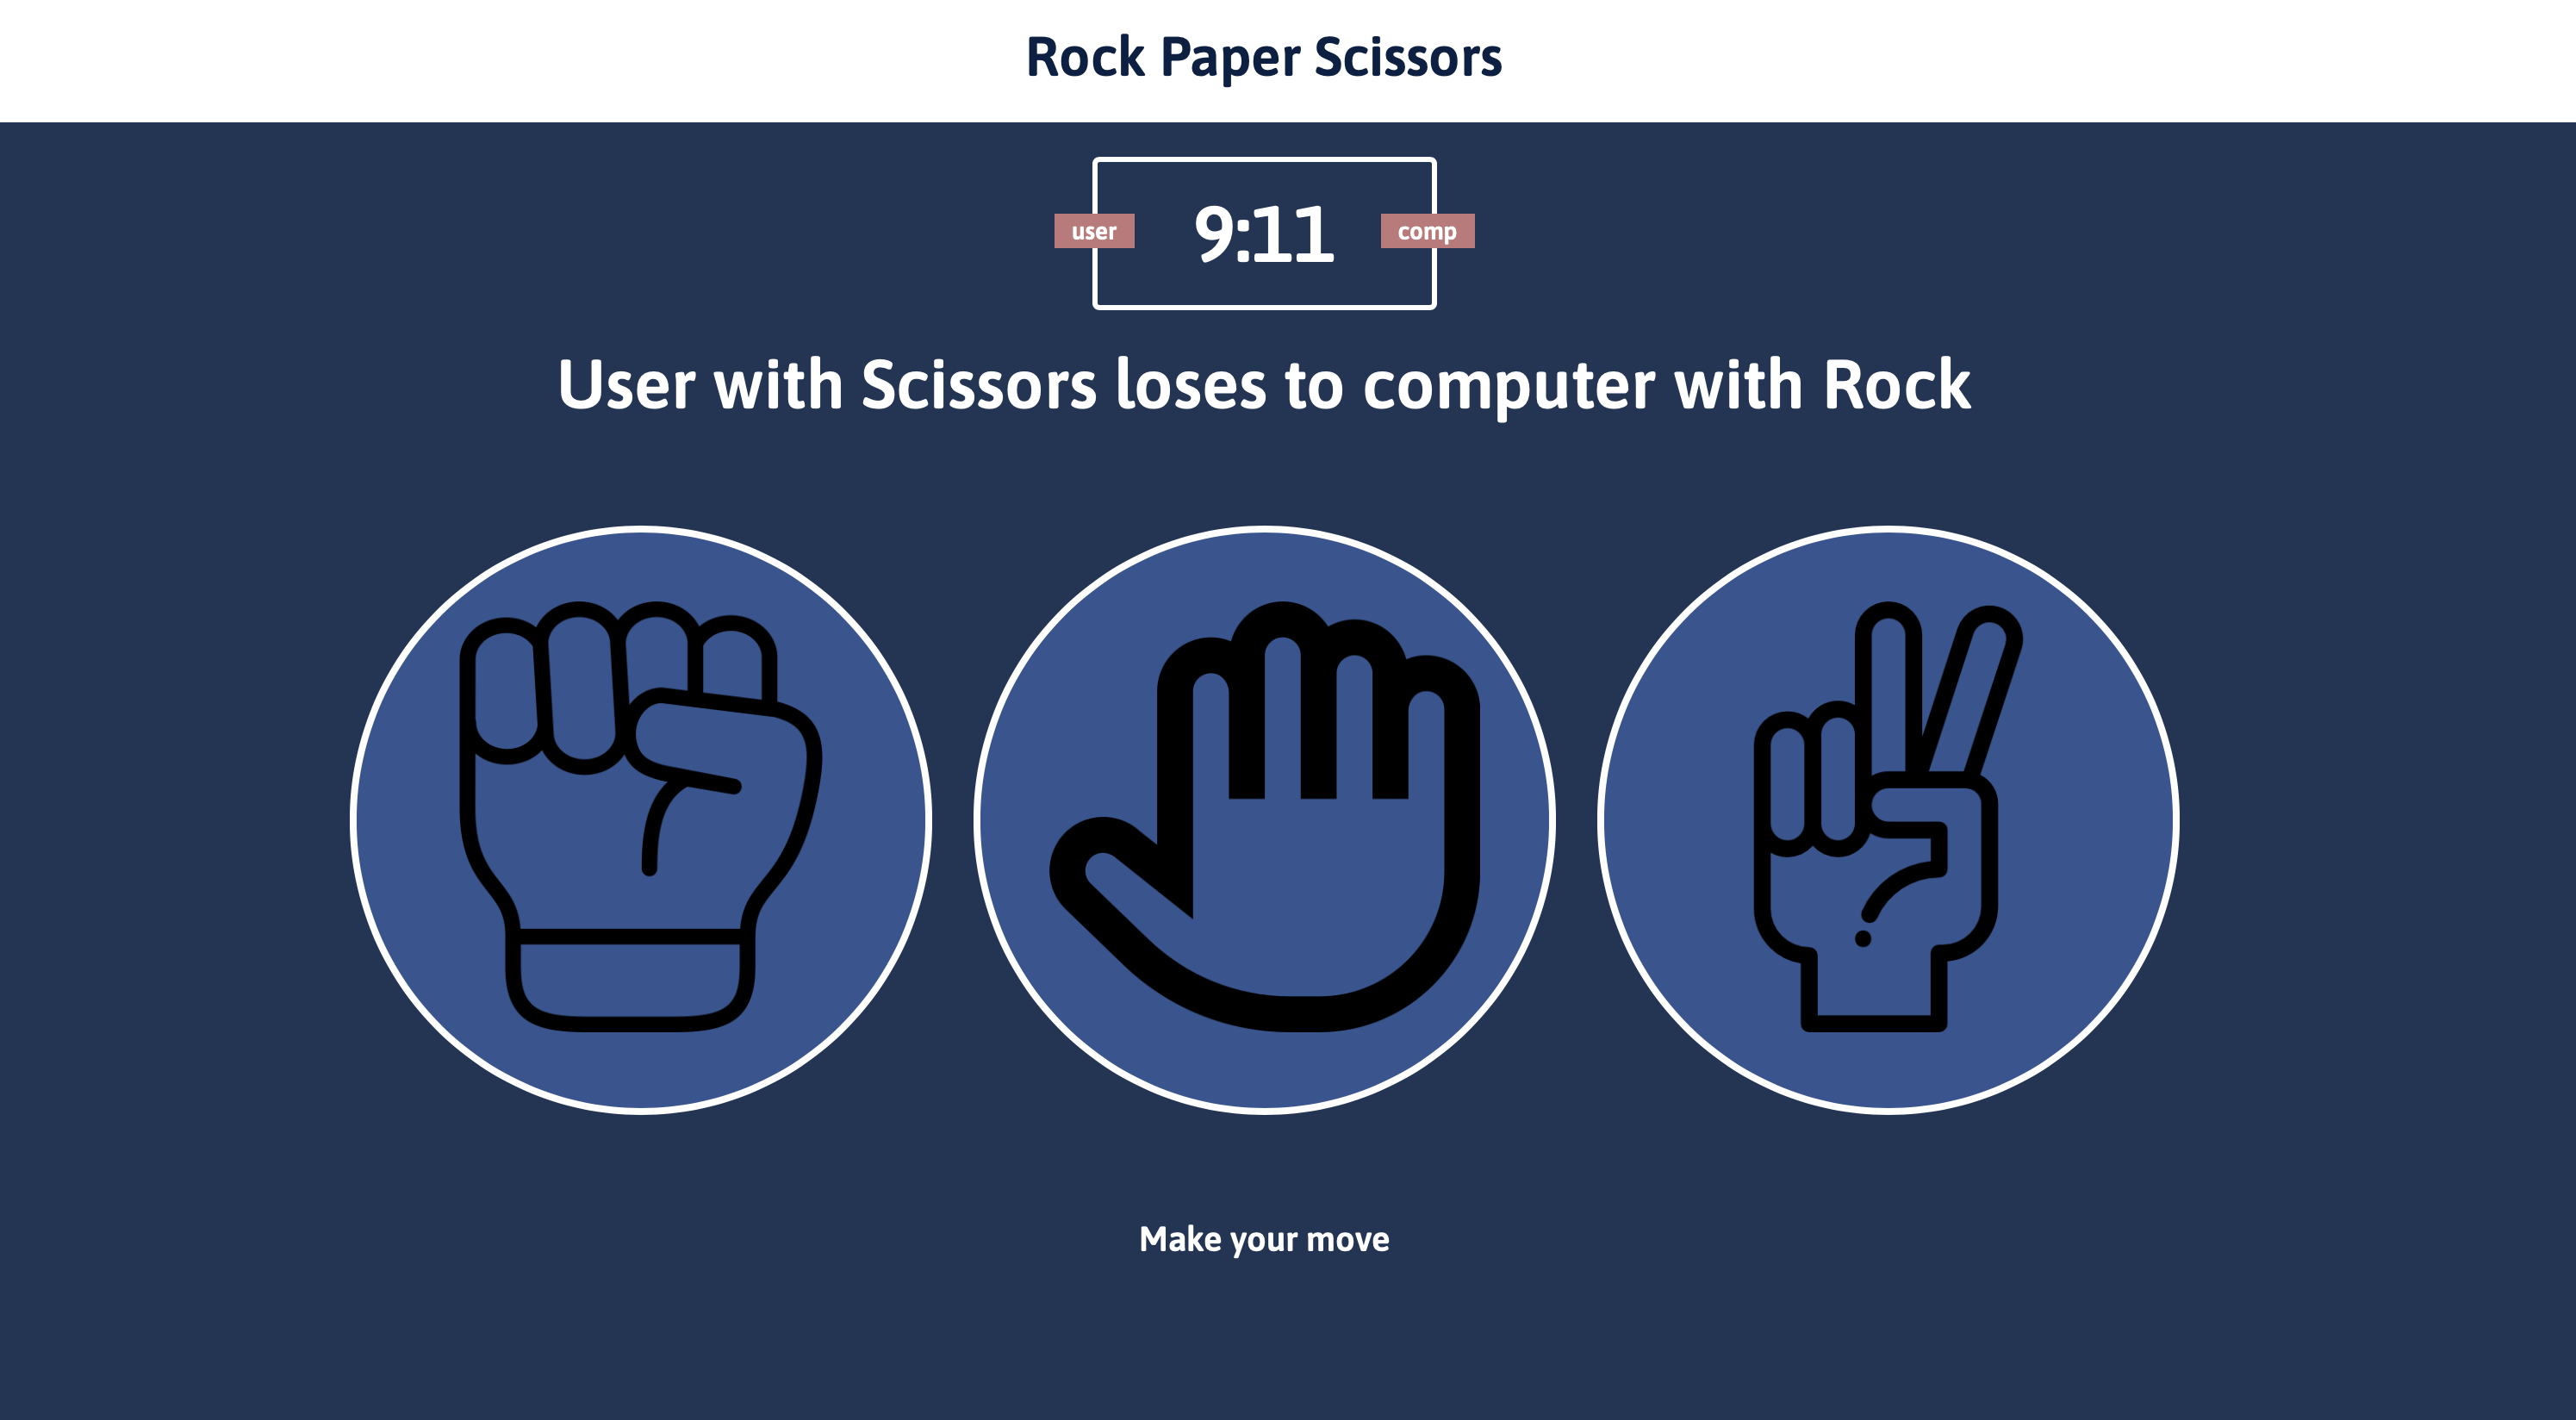 Rock Paper Scissors
user 9:11 comp
User with Scissors loses to computer with Rock
Make your move